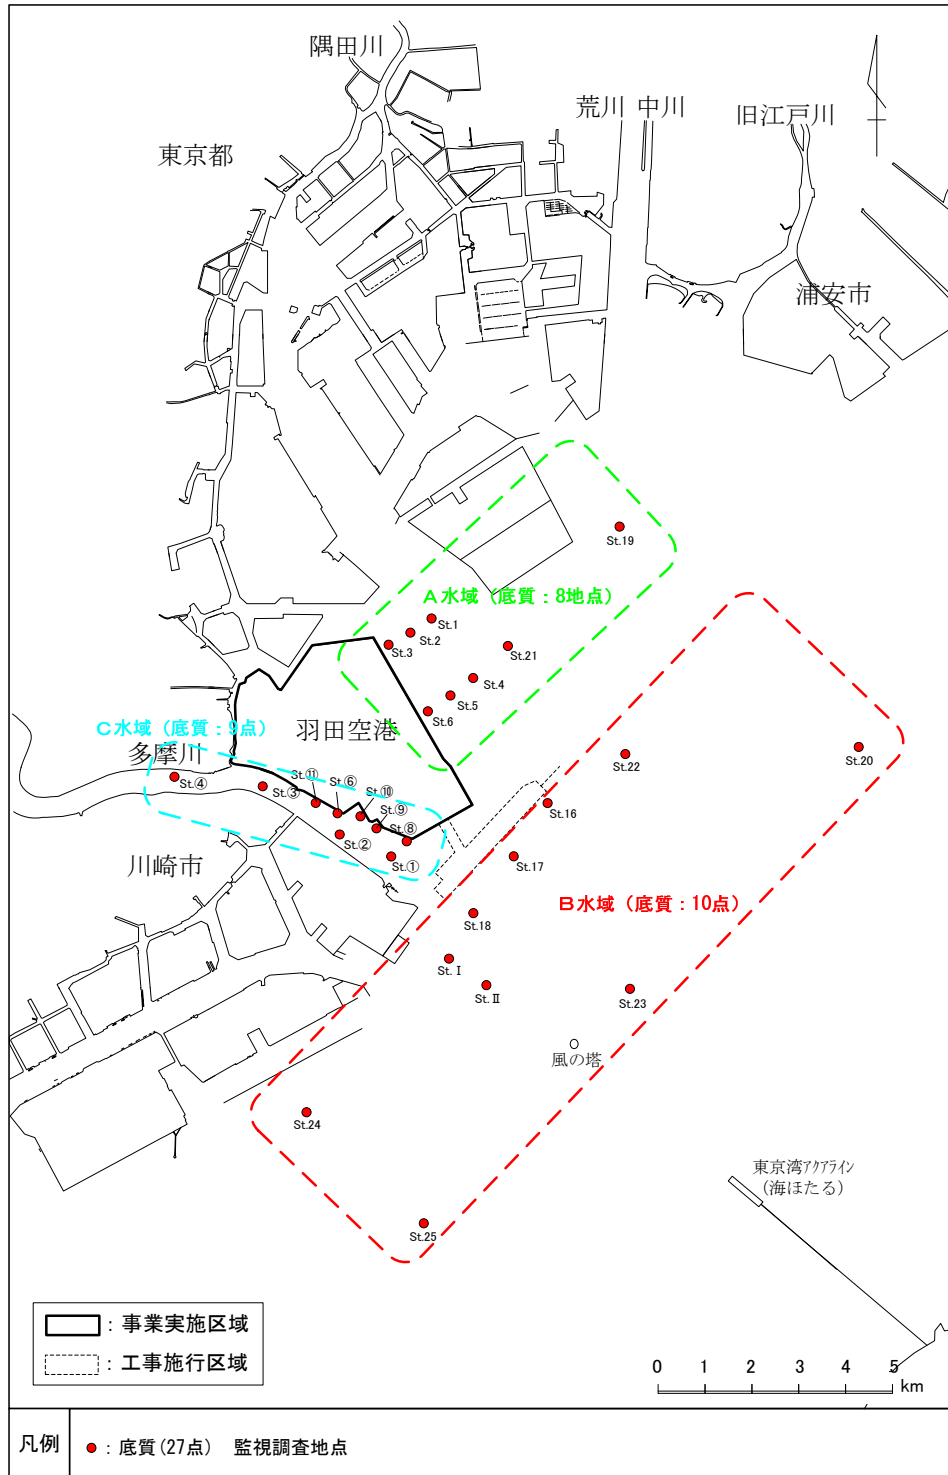 隅田川
荒川 中川
旧江戸川
東京都
浦安市
St.19
A水域（底質：8地点）
St.1
St.2
St.3
St.21
St.4
St.5
St.6
羽田空港
C水域（底質：9点）
多摩川
St.④
St.③
St.⑪
St.⑥
St.⑩
St.⑨
St.⑧
St.②
St.①
川崎市
St.22
St.20
St.16
St.17
B水域（底質：10点）
St.18
St.Ⅰ
St.Ⅱ
St.23
風の塔
St.24
St.25
東京湾アクアライン
(海ほたる)
：事業実施区域
：工事施行区域
0 1 2 3 4 5
km
凡例
：底質(27点) 監視調査地点